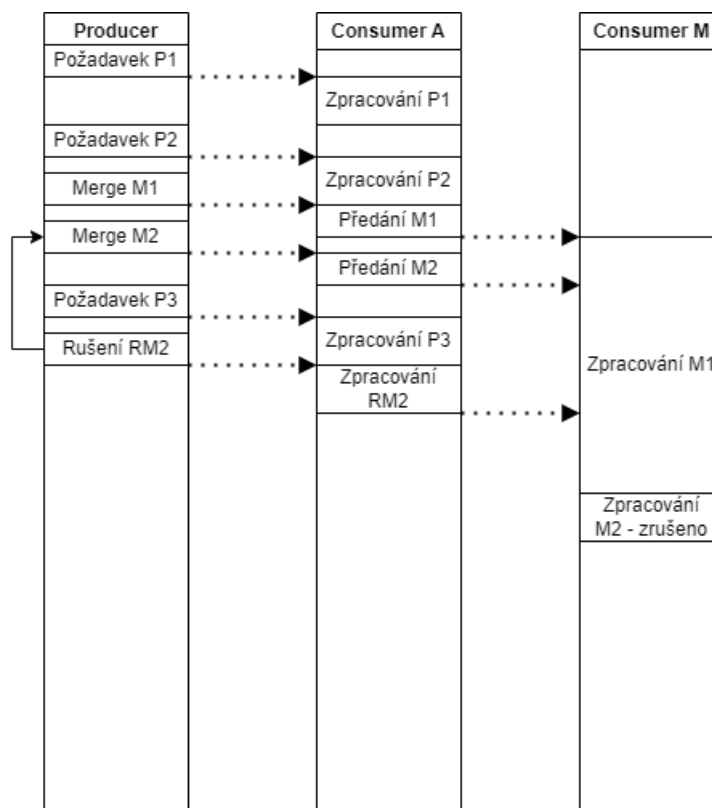 Producer
Consumer A
Consumer M
Požadavek P1
Zpracování P1
Požadavek P2
Zpracování P2
Merge M1
Předání M1
Merge M2
Předání M2
Požadavek P3
Zpracování P3
Rušení RM2
Zpracování M1
Zpracování
RM2
Zpracování
M2 - zrušeno